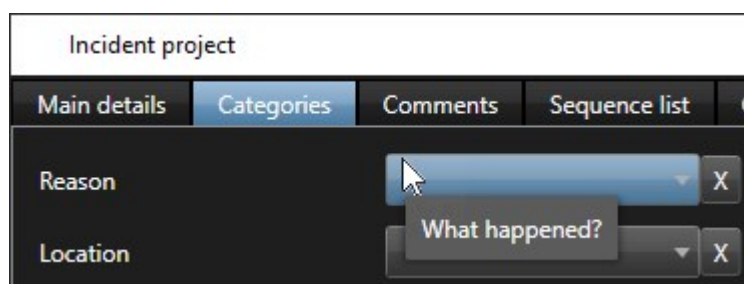 Incident project
Main details Categories Comments Sequence list
Reason X
What happened?
Location X